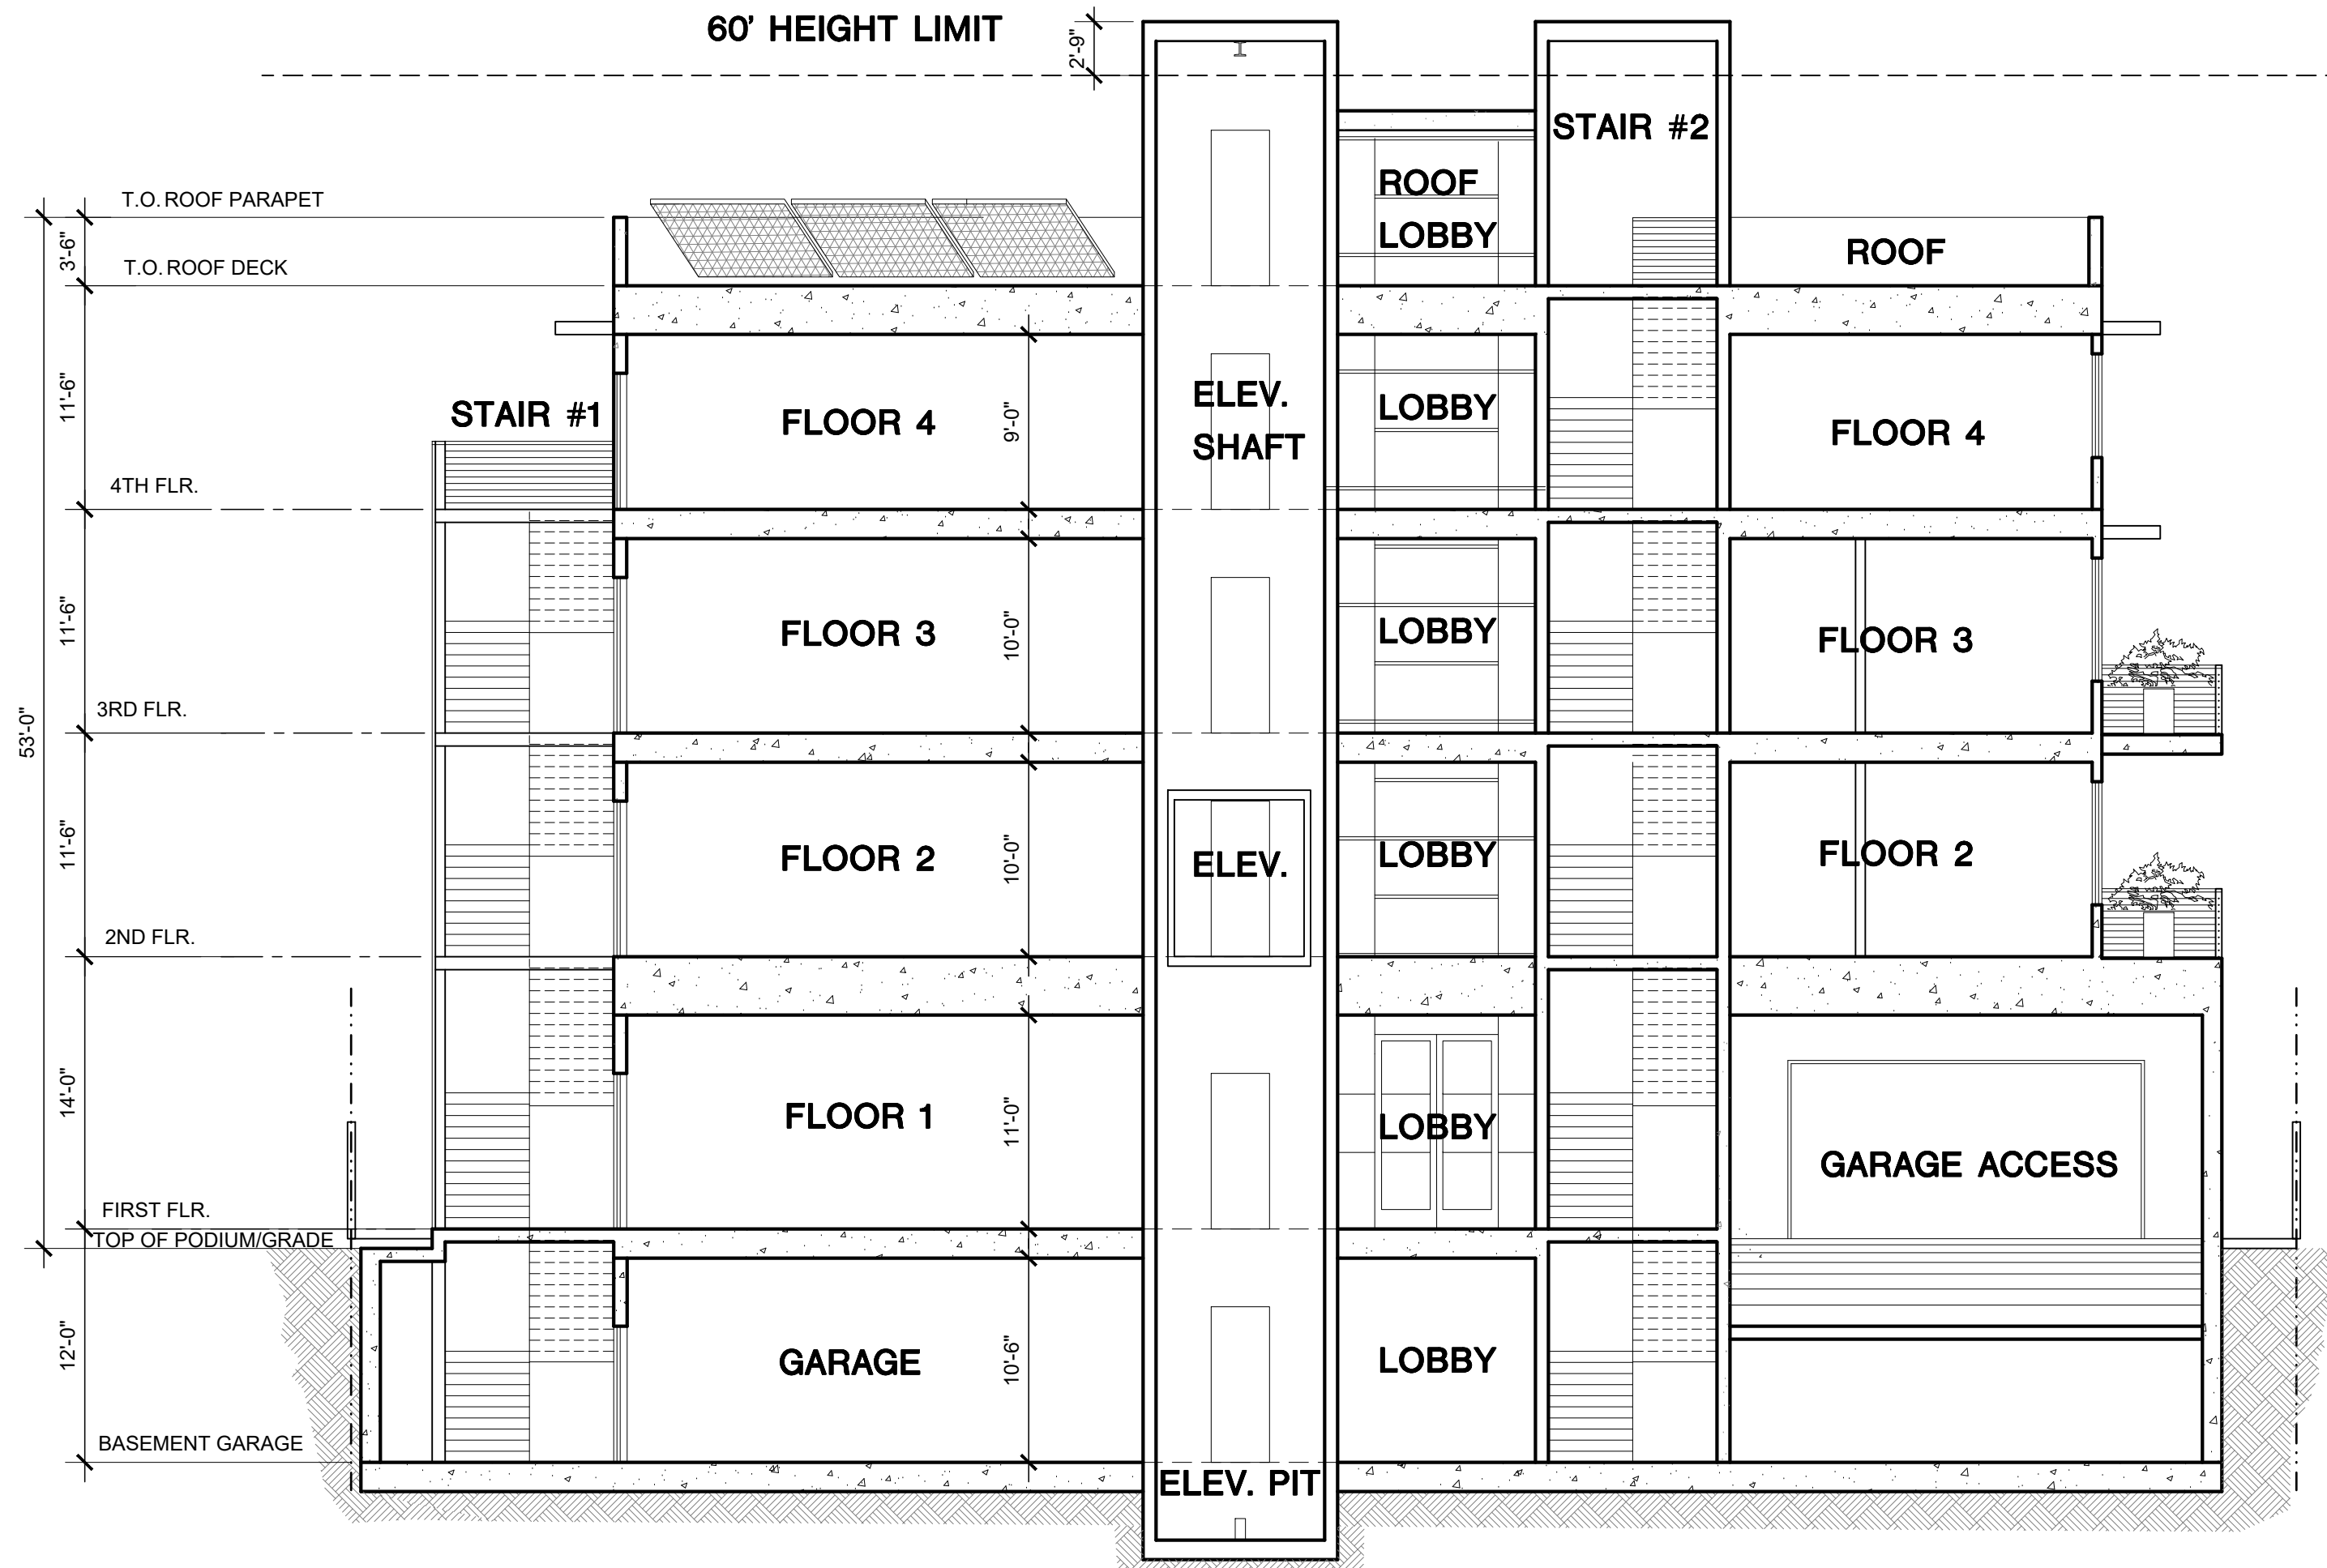 60' HEIGHT LIMIT
2'-9"
STAIR #2
T.O. ROOF PARAPET
3'-6"
ROOF
LOBBY
ROOF
T.O. ROOF DECK
11'-6"
STAIR #1
FLOOR 4
9'-0"
ELEV.
SHAFT
LOBBY
FLOOR 4
4TH FLR.
11'-6"
FLOOR 3
10'-0"
LOBBY
FLOOR 3
3RD FLR.
53'-0"
11'-6"
FLOOR 2
10'-0"
ELEV.
LOBBY
FLOOR 2
2ND FLR.
14'-0"
FLOOR 1
11'-0"
LOBBY
GARAGE ACCESS
FIRST FLR.
TOP OF PODIUM/GRADE
12'-0"
GARAGE
10'-6"
LOBBY
BASEMENT GARAGE
ELEV. PIT